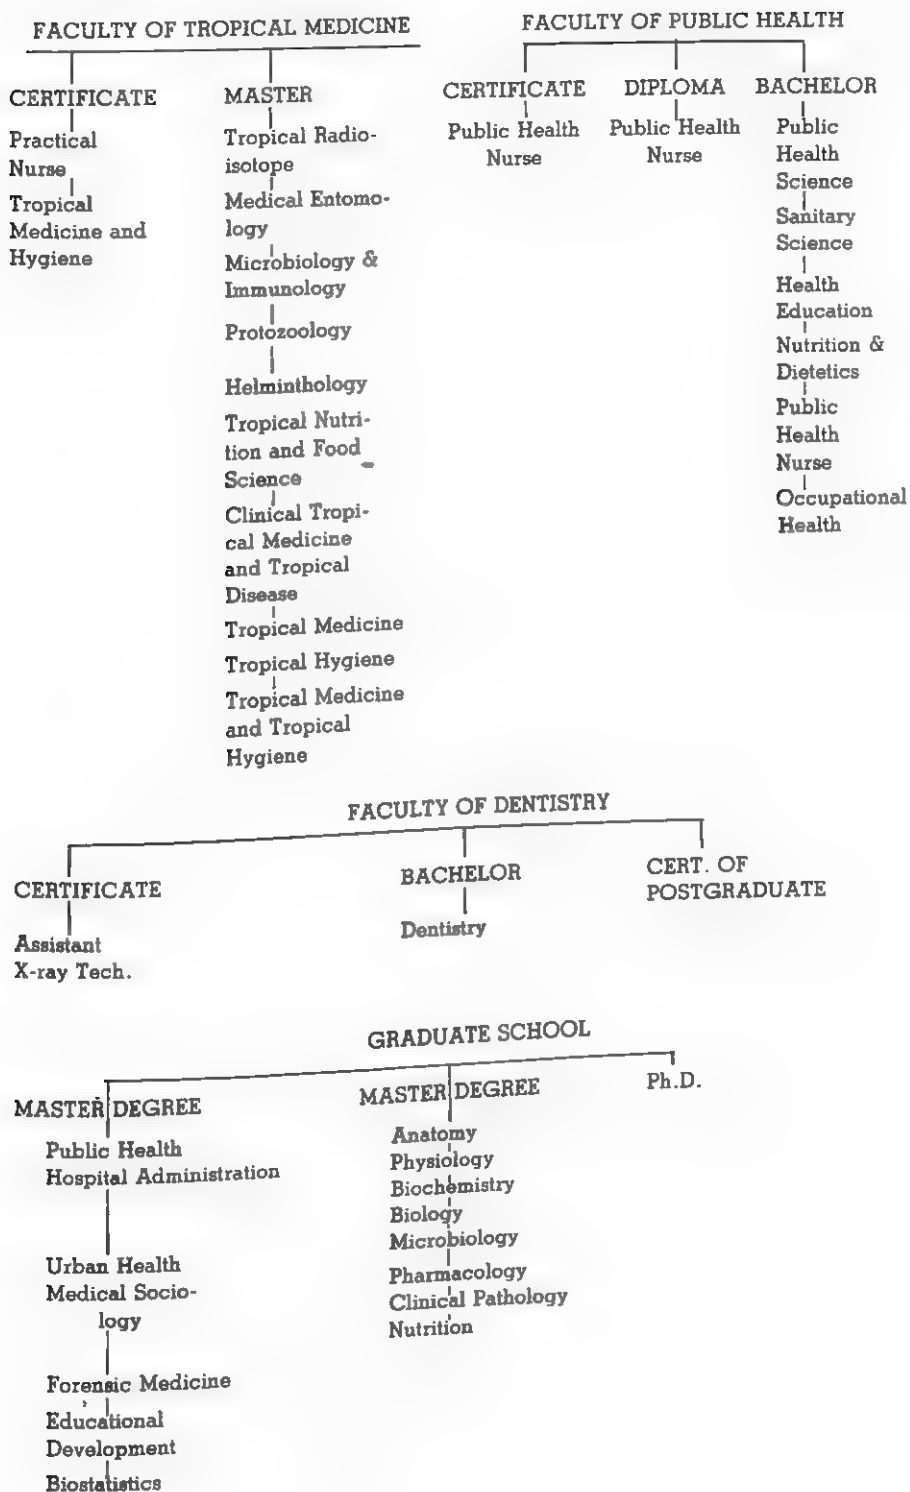 FACULTY OF TROPICAL MEDICINE
CERTIFICATE
Practical
Nurse
Tropical
Medicine and
Hygiene
MASTER
Tropical Radio-
isotope
Medical Entomo-
logy
Microbiology &
Immunology
Protozoology
Helminthology
Tropical Nutri-
tion and Food
Science
Clinical Tropi-
cal Medicine
and Tropical
Disease
Tropical Medicine
Tropical Hygiene
Tropical Medicine
and Tropical
Hygiene
FACULTY OF PUBLIC HEALTH
CERTIFICATE
Public Health
Nurse
DIPLOMA
Public Health
Nurse
BACHELOR
Public
Health
Science
Sanitary
Science
Health
Education
Nutrition &
Dietetics
Public
Health
Nurse
Occupational
Health
FACULTY OF DENTISTRY
CERTIFICATE
Assistant
X-ray Tech.
BACHELOR
Dentistry
CERT. OF
POSTGRADUATE
GRADUATE SCHOOL
MASTER DEGREE
Public Health
Hospital Administration
Urban Health
Medical Socio-
logy
Forensic Medicine
Educational
Development
Biostatistics
MASTER DEGREE
Anatomy
Physiology
Biochemistry
Biology
Microbiology
Pharmacology
Clinical Pathology
Nutrition
Ph.D.